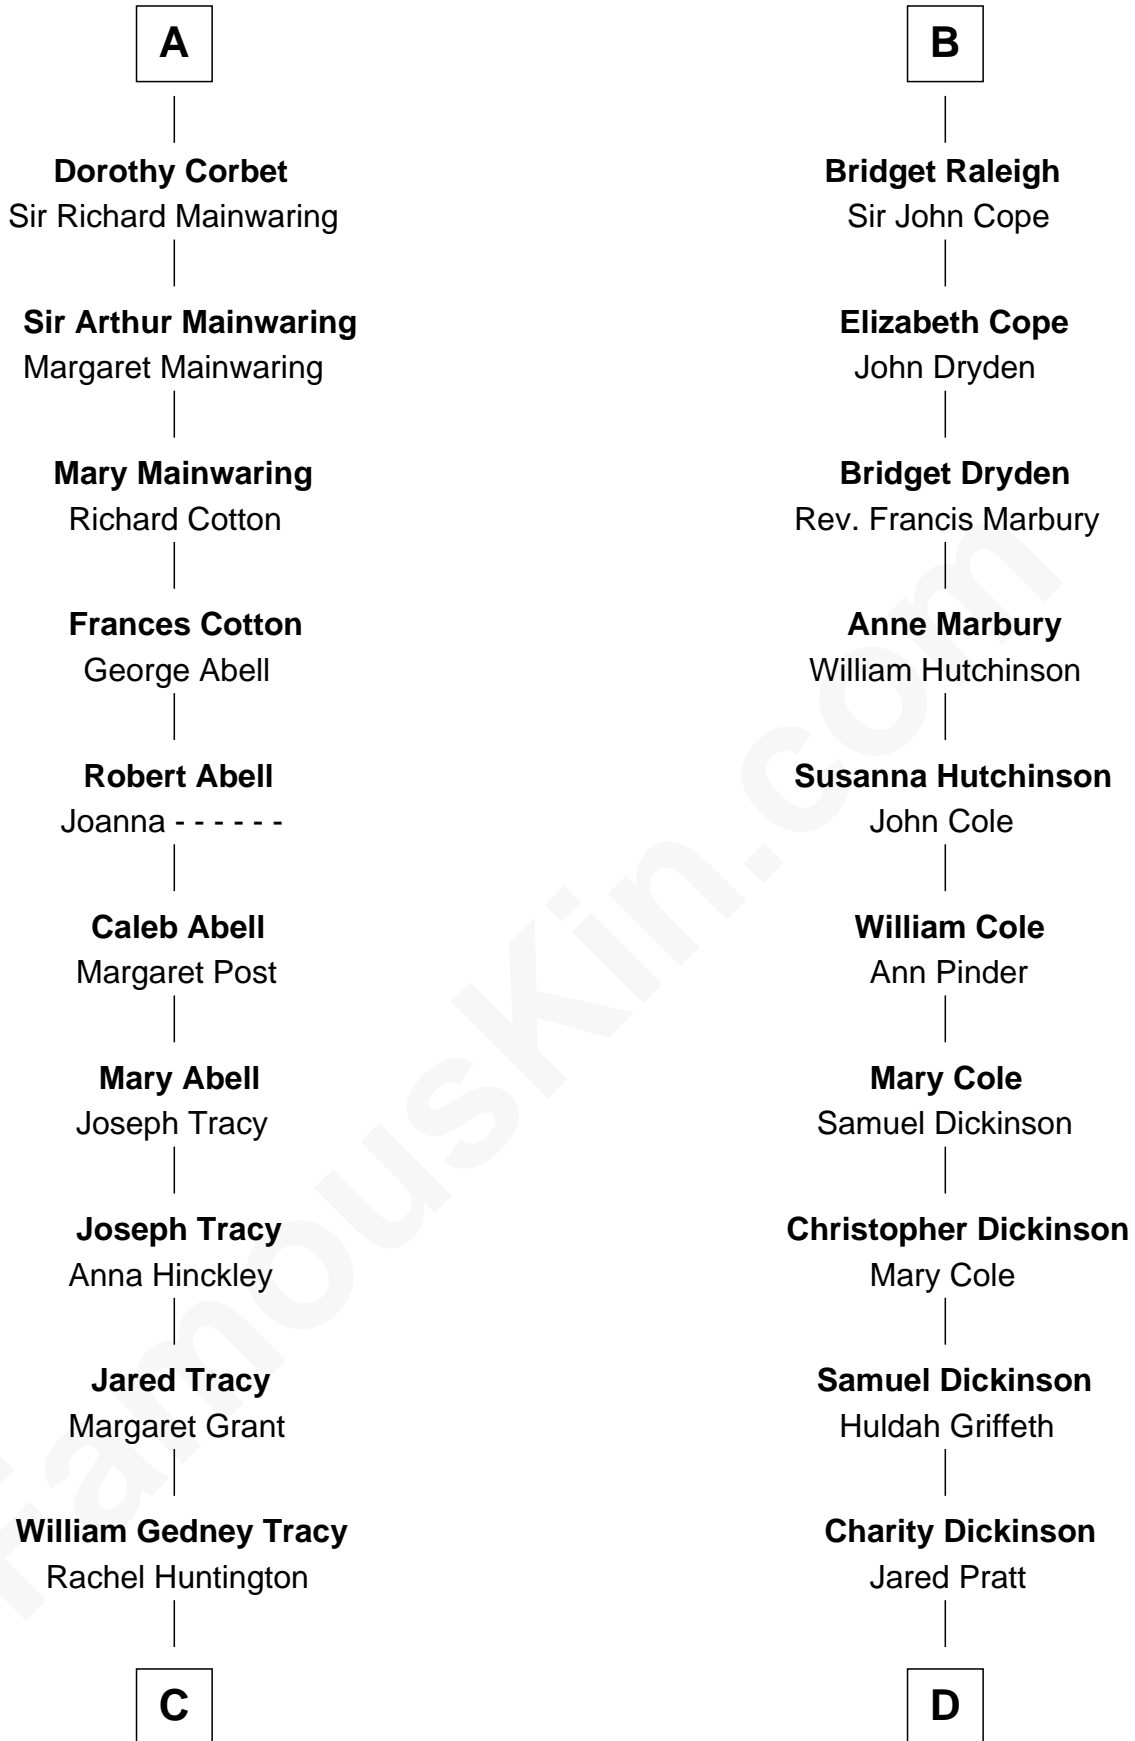 A
Dorothy Corbet
Sir Richard Mainwaring
Sir Arthur Mainwaring
Margaret Mainwaring
Mary Mainwaring
Richard Cotton
Frances Cotton
George Abell
Robert Abell
Joanna - - - - - -
Caleb Abell
Margaret Post
Mary Abell
Joseph Tracy
Joseph Tracy
Anna Hinckley
Jared Tracy
Margaret Grant
William Gedney Tracy
Rachel Huntington
C
B
Bridget Raleigh
Sir John Cope
Elizabeth Cope
John Dryden
Bridget Dryden
Rev. Francis Marbury
Anne Marbury
William Hutchinson
Susanna Hutchinson
John Cole
William Cole
Ann Pinder
Mary Cole
Samuel Dickinson
Christopher Dickinson
Mary Cole
Samuel Dickinson
Huldah Griffeth
Charity Dickinson
Jared Pratt
D
FamousKin.com